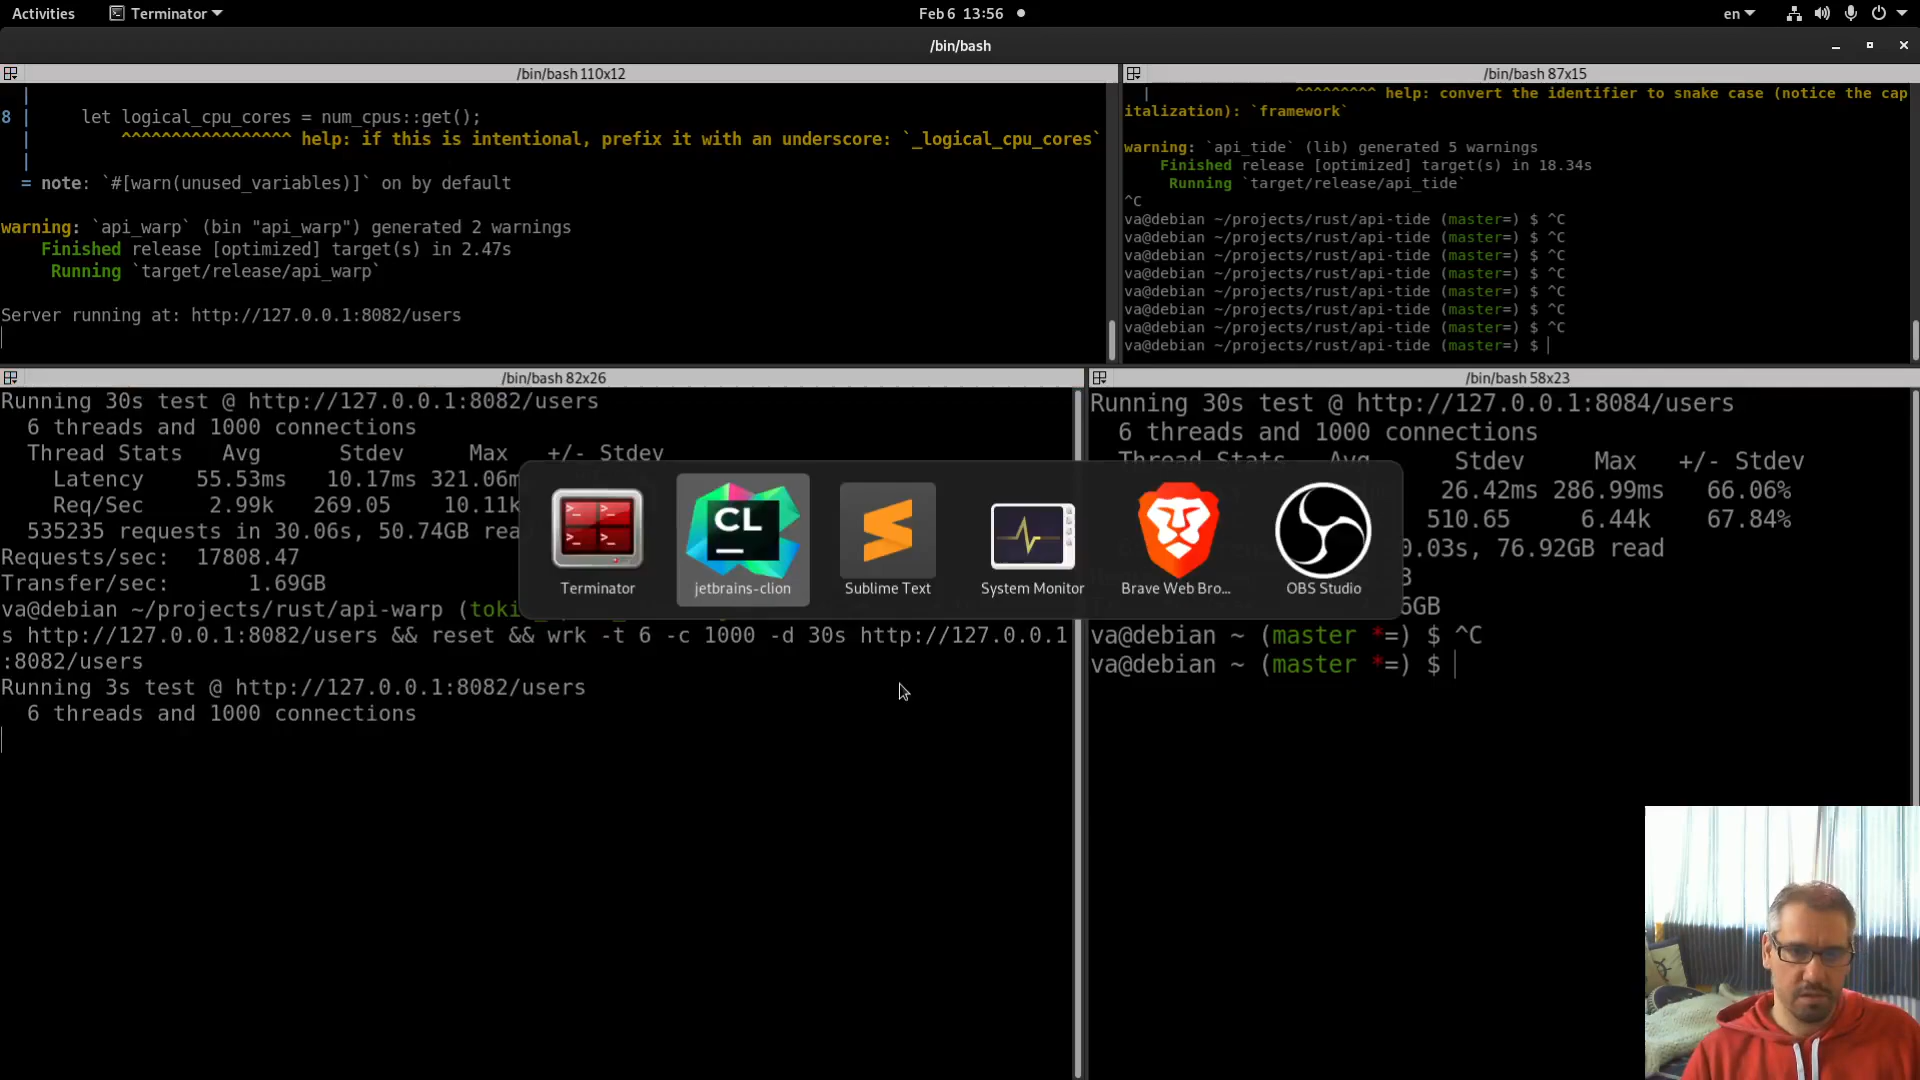 Activities
Terminator
Feb 6 13:56
en
/bin/bash
/bin/bash 110x12
|
8 | let logical_cpu_cores = num_cpus::get();
| ^^^^^^^^^^^^^^^^^ help: if this is intentional, prefix it with an underscore: `_logical_cpu_cores`
|
= note: `#[warn(unused_variables)]` on by default
warning: `api_warp` (bin "api_warp") generated 2 warnings
Finished release [optimized] target(s) in 2.47s
Running `target/release/api_warp`
Server running at: http://127.0.0.1:8082/users
/bin/bash 87x15
| ^^^^^^^^^ help: convert the identifier to snake case (notice the cap
italization): `framework`
warning: `api_tide` (lib) generated 5 warnings
Finished release [optimized] target(s) in 18.34s
Running `target/release/api_tide`
^C
va@debian ~/projects/rust/api-tide (master=) $ ^C
va@debian ~/projects/rust/api-tide (master=) $ ^C
va@debian ~/projects/rust/api-tide (master=) $ ^C
va@debian ~/projects/rust/api-tide (master=) $ ^C
va@debian ~/projects/rust/api-tide (master=) $ ^C
va@debian ~/projects/rust/api-tide (master=) $ ^C
va@debian ~/projects/rust/api-tide (master=) $ ^C
va@debian ~/projects/rust/api-tide (master=) $
/bin/bash 82x26
Running 30s test @ http://127.0.0.1:8082/users
6 threads and 1000 connections
Thread Stats Avg Stdev Max +/- Stdev
Latency 55.53ms 10.17ms 321.06m
Req/Sec 2.99k 269.05 10.11k
535235 requests in 30.06s, 50.74GB rea
Requests/sec: 17808.47
Transfer/sec: 1.69GB
va@debian ~/projects/rust/api-warp (toki
s http://127.0.0.1:8082/users && reset && wrk -t 6 -c 1000 -d 30s http://127.0.0.1
:8082/users
Running 3s test @ http://127.0.0.1:8082/users
6 threads and 1000 connections
/bin/bash 58x23
Running 30s test @ http://127.0.0.1:8084/users
6 threads and 1000 connections
Thread Stats Avg Stdev Max +/- Stdev
26.42ms 286.99ms 66.06%
510.65 6.44k 67.84%
0.03s, 76.92GB read
6GB
va@debian ~ (master *=) $ ^C
va@debian ~ (master *=) $
CL
Terminator
jetbrains-clion
Sublime Text
System Monitor
Brave Web Bro...
OBS Studio